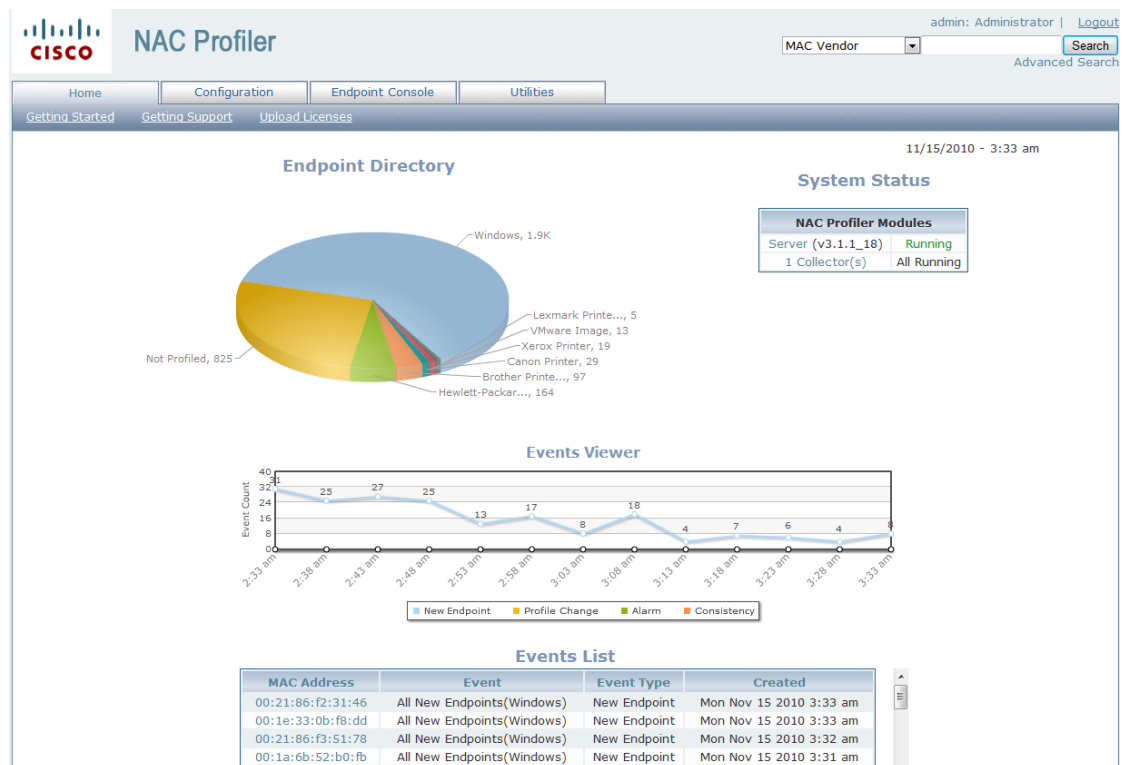 admin: Administrator | Logout
CISCO
NAC Profiler
MAC Vendor Search
Advanced Search
Home Configuration Endpoint Console Utilities
Getting Started Getting Support Upload Licenses
11/15/2010 - 3:33 am
Endpoint Directory
System Status
NAC Profiler Modules
Server (v3.1.1_18) Running
1 Collector(s) All Running
Windows, 1.9K
Lexmark Printe..., 5
VMware Image, 13
Xerox Printer, 19
Canon Printer, 29
Brother Printe..., 97
Hewlett-Packar..., 164
Not Profiled, 825
Events Viewer
Event Count
40
32
24
16
8
0
31 25 27 25 13 17 8 18 4 7 6 4 8
2:33 am 2:38 am 2:43 am 2:48 am 2:53 am 2:58 am 3:03 am 3:08 am 3:13 am 3:18 am 3:23 am 3:28 am 3:33 am
New Endpoint Profile Change Alarm Consistency
Events List
MAC Address Event Event Type Created
00:21:86:f2:31:46 All New Endpoints(Windows) New Endpoint Mon Nov 15 2010 3:33 am
00:1e:33:0b:f8:dd All New Endpoints(Windows) New Endpoint Mon Nov 15 2010 3:33 am
00:21:86:f3:51:78 All New Endpoints(Windows) New Endpoint Mon Nov 15 2010 3:32 am
00:1a:6b:52:b0:fb All New Endpoints(Windows) New Endpoint Mon Nov 15 2010 3:31 am